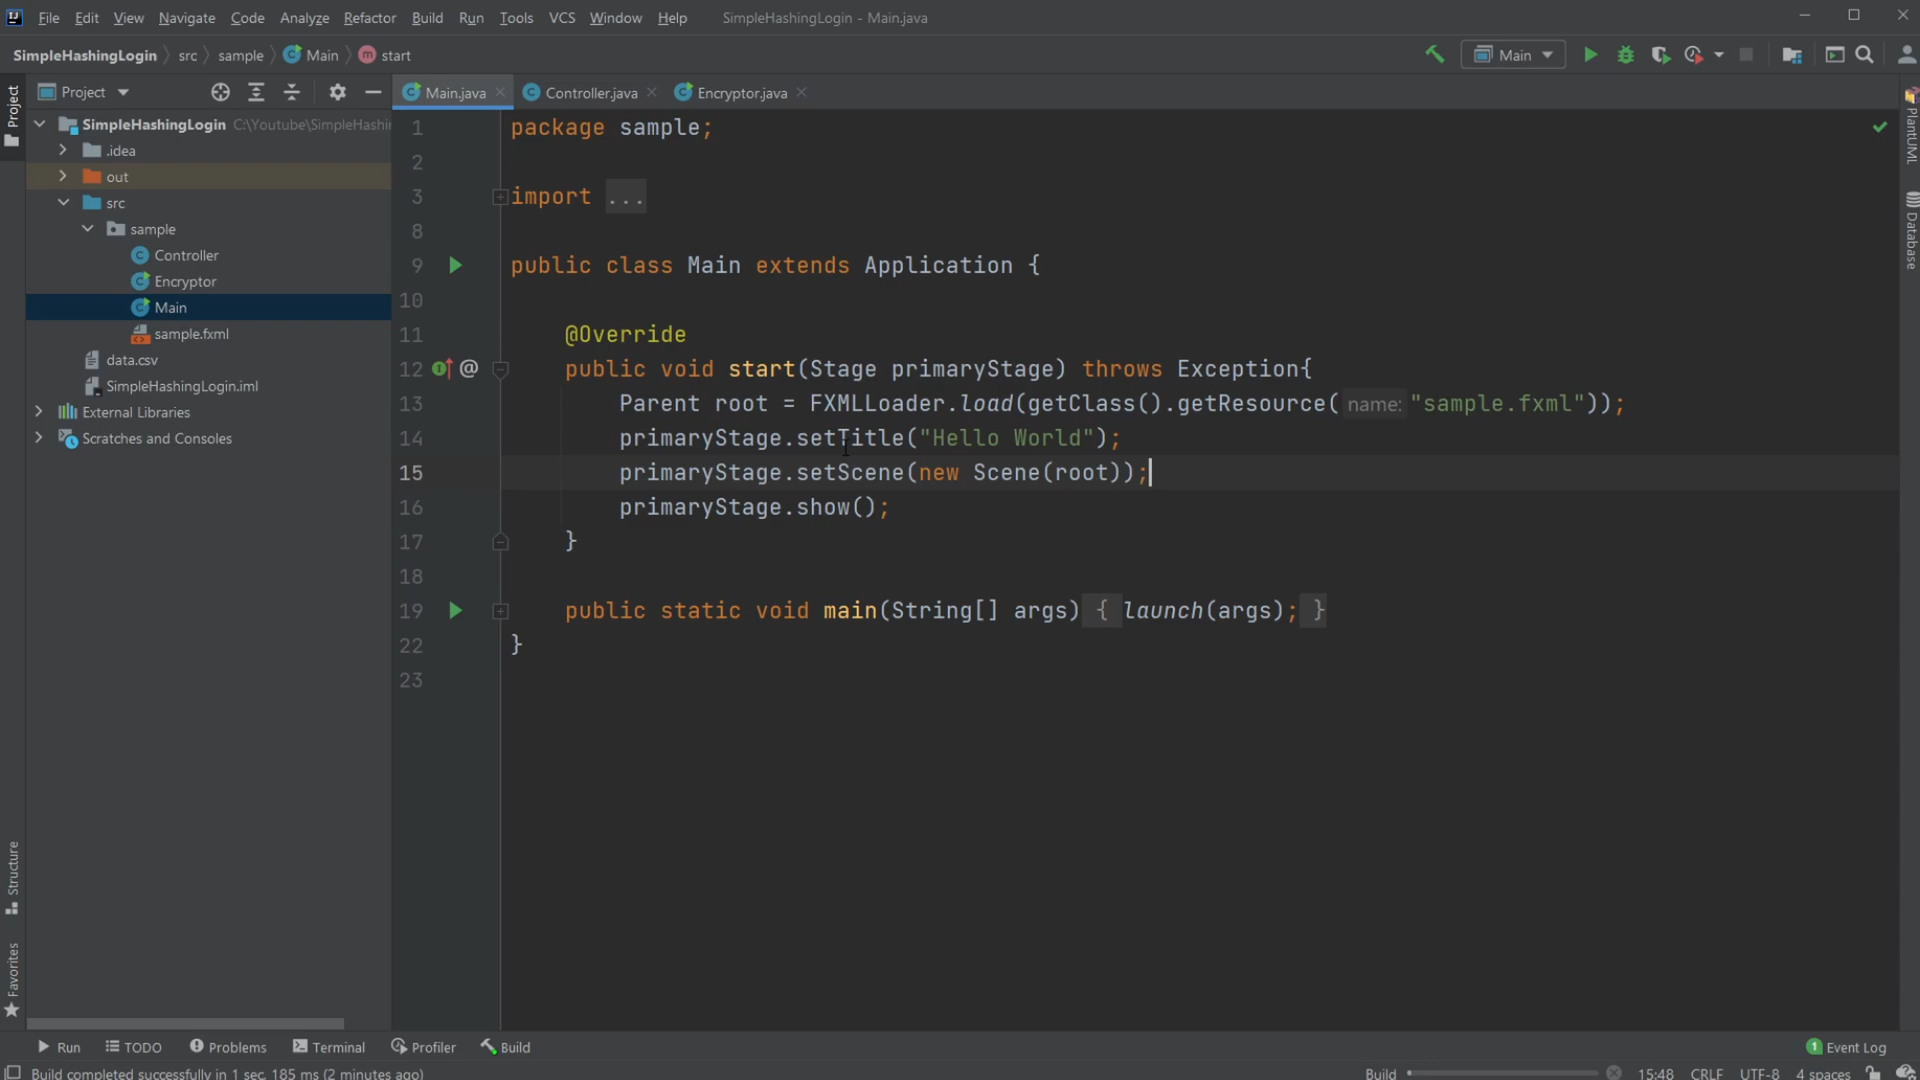 File Edit View Navigate Code Analyze Refactor Build Run Tools VCS Window Help SimpleHashingLogin - Main.java
SimpleHashingLogin src sample Main start Main
Project
Main.java Controller.java Encryptor.java
SimpleHashingLogin C:\Youtube\SimpleHashin
.idea
out
src
sample
Controller
Encryptor
Main
sample.fxml
data.csv
SimpleHashingLogin.iml
External Libraries
Scratches and Consoles
1 package sample;
2
3 import ...
8
9 public class Main extends Application {
10
11 @Override
12 @ public void start(Stage primaryStage) throws Exception{
13 Parent root = FXMLLoader.load(getClass().getResource( name: "sample.fxml"));
14 primaryStage.setTitle("Hello World");
15 primaryStage.setScene(new Scene(root));
16 primaryStage.show();
17 }
18
19 public static void main(String[] args) { launch(args); }
22 }
23
Project
Structure
Favorites
PlantUML
Database
Run TODO Problems Terminal Profiler Build 1 Event Log
Build completed successfully in 1 sec, 185 ms (2 minutes ago) Build 15:48 CRLF UTF-8 4 spaces